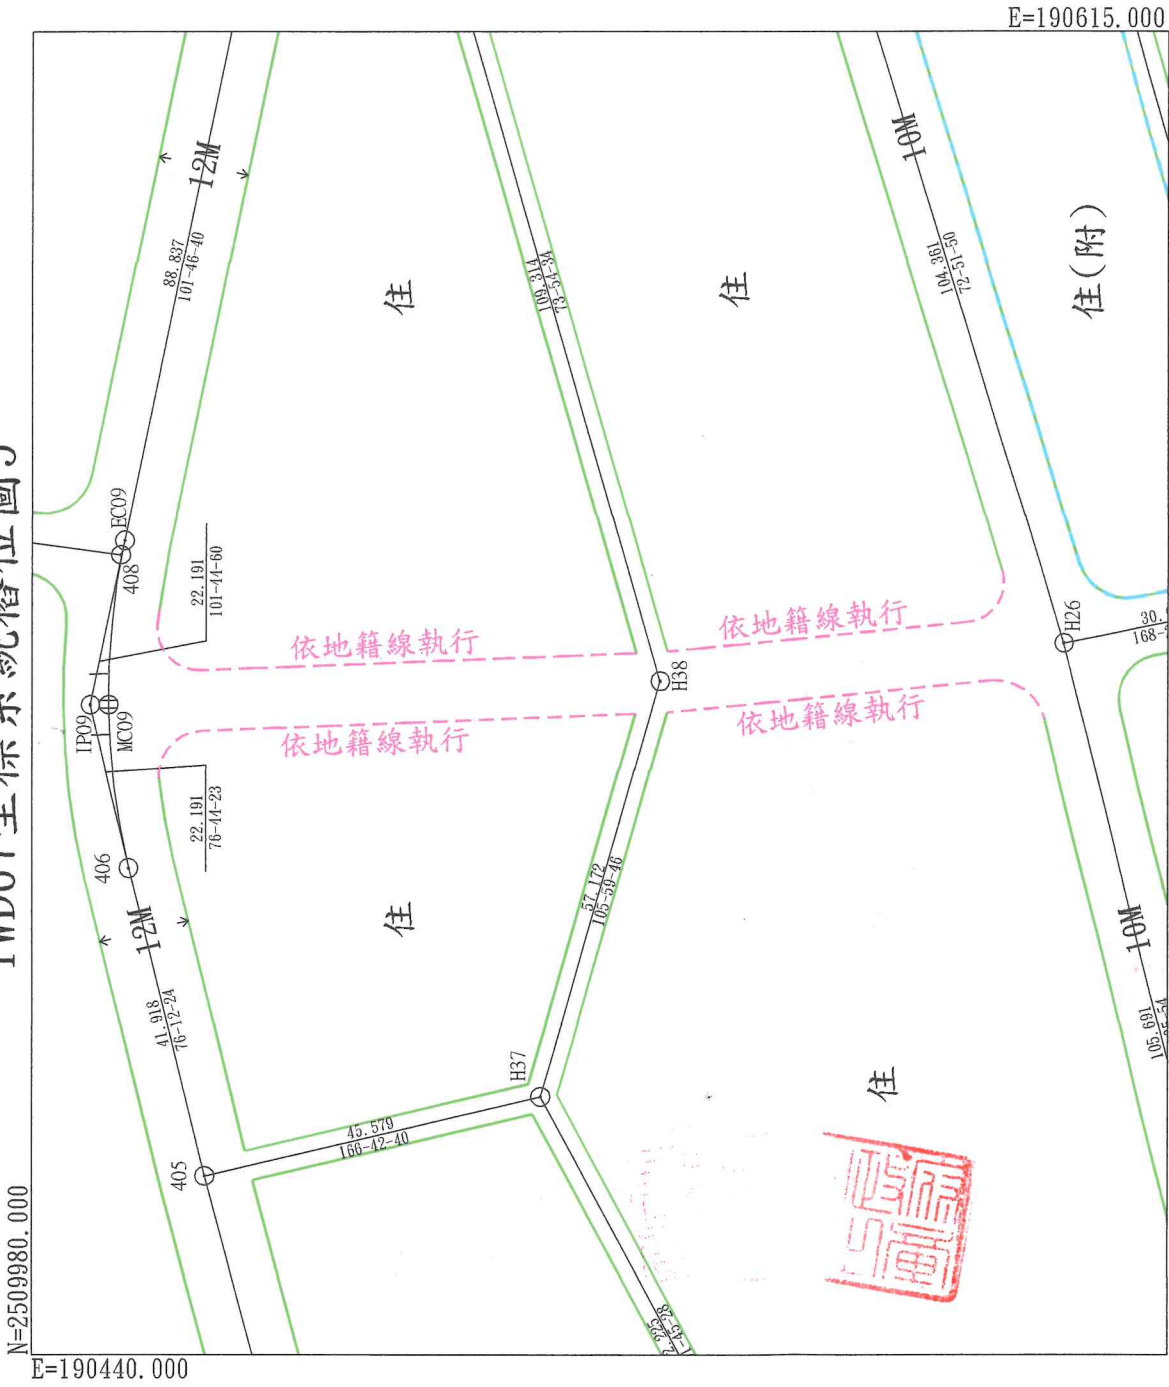 E=190615.000
12M
88.837
101-46-40
10M
住(附)
109.314
73-54-34
104.361
72-51-50
住
住
EC09
408
22.191
101-44-60
依地籍線執行
依地籍線執行
H26
30.
H38
IP09
MC09
依地籍線執行
依地籍線執行
22.191
76-44-23
406
12M
住
57.172
105-59-46
10M
41.918
76-12-24
105.691
H37
住
45.579
166-42-40
405
N=2509980.000
E=190440.000